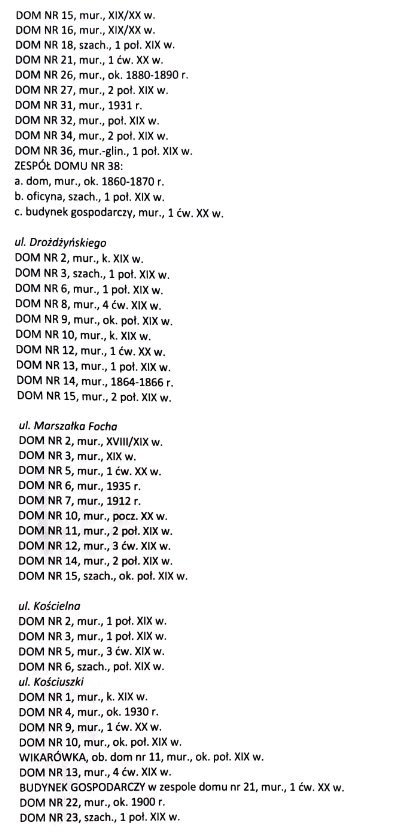 DOM NR 15, mur., XIX/XX w.
DOM NR 16, mur., XIX/XX w.
DOM NR 18, szach., 1 poł. XIX w.
DOM NR 21, mur., 1 ćw. XX w.
DOM NR 26, mur., ok. 1880-1890 r.
DOM NR 27, mur., 2 poł. XIX w.
DOM NR 31, mur., 1931 r.
DOM NR 32, mur., poł. XIX w.
DOM NR 34, mur., 2 poł. XIX w.
DOM NR 36, mur.-glin., 1 poł. XIX w.
ZESPÓŁ DOMU NR 38:
a. dom, mur., ok. 1860-1870 r.
b. oficyna, szach., 1 poł. XIX w.
c. budynek gospodarczy, mur., 1 ćw. XX w.
ul. Drożdżyńskiego
DOM NR 2, mur., k. XIX w.
DOM NR 3, szach., 1 poł. XIX w.
DOM NR 6, mur., 1 poł. XIX w.
DOM NR 8, mur., 4 ćw. XIX w.
DOM NR 9, mur., ok. poł. XIX w.
DOM NR 10, mur., k. XIX w.
DOM NR 12, mur., 1 ćw. XX w.
DOM NR 13, mur., 1 poł. XIX w.
DOM NR 14, mur., 1864-1866 r.
DOM NR 15, mur., 2 poł. XIX w.
ul. Marszałka Focha
DOM NR 2, mur., XVIII/XIX w.
DOM NR 3, mur., XIX w.
DOM NR 5, mur., 1 ćw. XX w.
DOM NR 6, mur., 1935 r.
DOM NR 7, mur., 1912 r.
DOM NR 10, mur., pocz. XX w.
DOM NR 11, mur., 2 poł. XIX w.
DOM NR 12, mur., 3 ćw. XIX w.
DOM NR 14, mur., 2 poł. XIX w.
DOM NR 15, szach., ok. poł. XIX w.
ul. Kościelna
DOM NR 2, mur., 1 poł. XIX w.
DOM NR 3, mur., 1 poł. XIX w.
DOM NR 5, mur., 3 ćw. XIX w.
DOM NR 6, szach., poł. XIX w.
ul. Kościuszki
DOM NR 1, mur., k. XIX w.
DOM NR 4, mur., ok. 1930 r.
DOM NR 9, mur., 1 ćw. XX w.
DOM NR 10, mur., ok. poł. XIX w.
WIKARÓWKA, ob. dom nr 11, mur., ok. poł. XIX w.
DOM NR 13, mur., 4 ćw. XIX w.
BUDYNEK GOSPODARCZY w zespole domu nr 21, mur., 1 ćw. XX w.
DOM NR 22, mur., ok. 1900 r.
DOM NR 23, szach., 1 poł. XIX w.